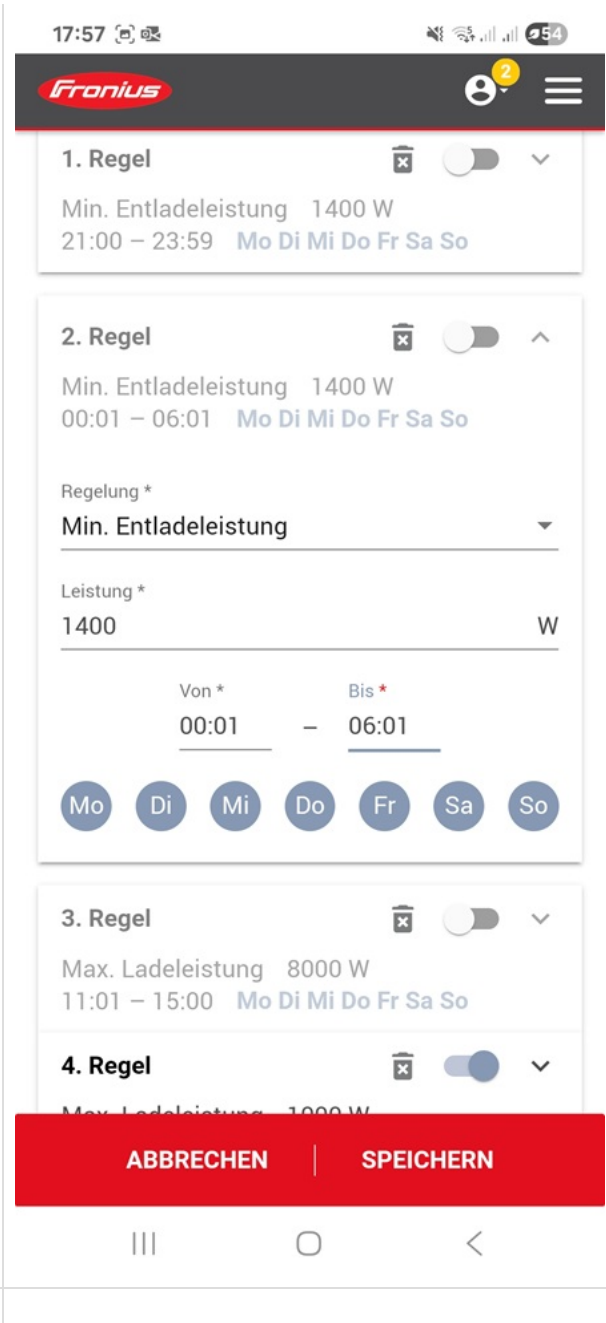 17:57
54
Fronius
2
1. Regel
Min. Entladeleistung 1400 W
21:00 – 23:59 Mo Di Mi Do Fr Sa So
2. Regel
Min. Entladeleistung 1400 W
00:01 – 06:01 Mo Di Mi Do Fr Sa So
Regelung *
Min. Entladeleistung
Leistung *
1400 W
Von * Bis *
00:01 – 06:01
Mo Di Mi Do Fr Sa So
3. Regel
Max. Ladeleistung 8000 W
11:01 – 15:00 Mo Di Mi Do Fr Sa So
4. Regel
Max. Ladeleistung 1000 W
ABBRECHEN | SPEICHERN